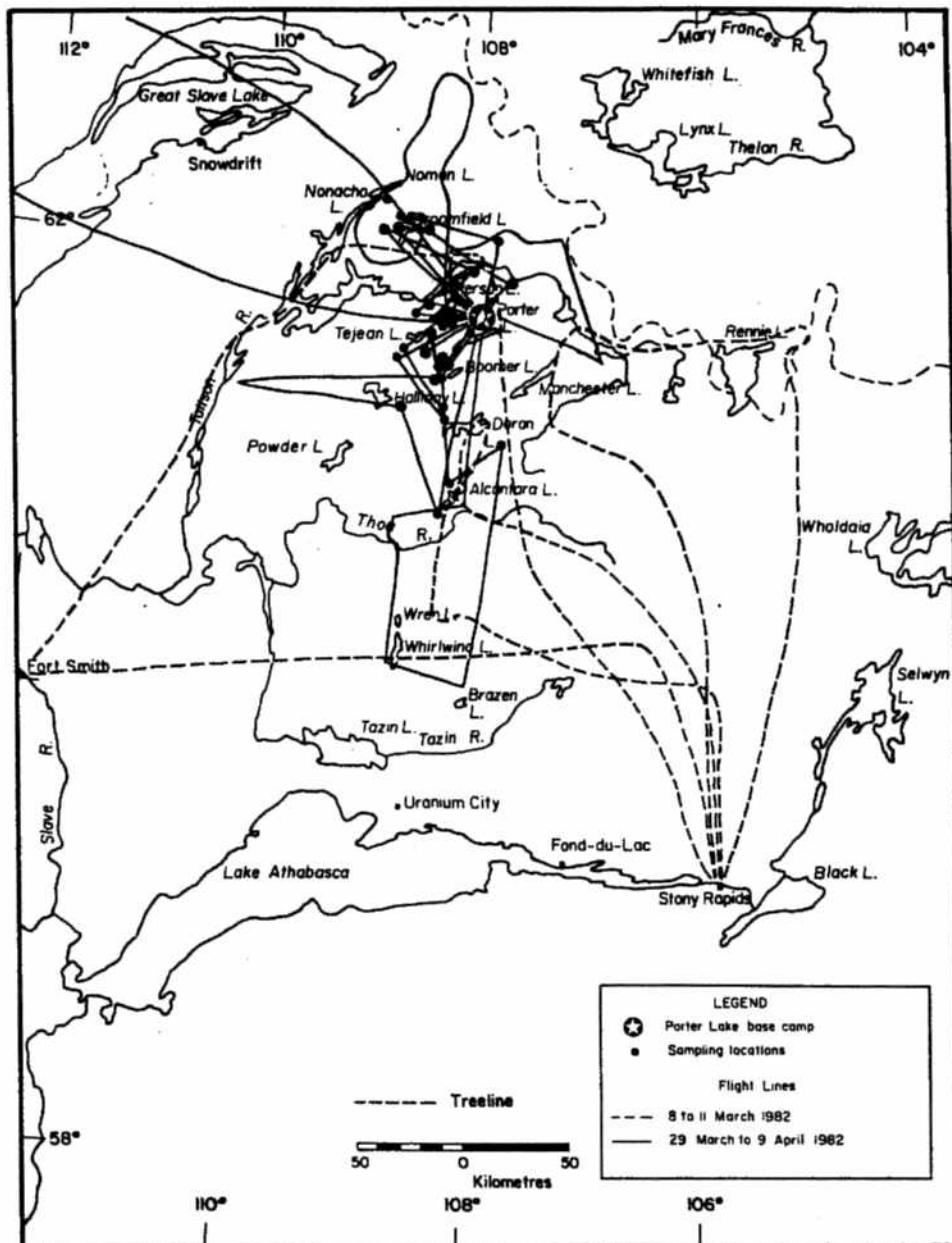 112°
110°
108°
104°
Mary Frances R.
Whitefish L.
Great Slave Lake
Lynx L.
Thelon R.
Snowdrift
Noman L.
Nonacho
L.
62°
Porter
L.
R.
Tejean L.
Rennie L.
Boomer L.
Manchester L.
Halliday L.
Taltson
Doran
L.
Powder L.
Alcantara L.
Tho
R.
Wholdaia
L.
Wren L.
Whirlwind L.
Fort Smith
Selwyn
L.
Brazen
L.
Tazin L.
Tazin R.
R.
Slave
Uranium City
Fond-du-Lac
Lake Athabasca
Black L.
Stony Rapids
LEGEND
Porter Lake base camp
Sampling locations
Flight Lines
Treeline
8 to 11 March 1982
29 March to 9 April 1982
58°
50 0 50
Kilometres
110°
108°
106°